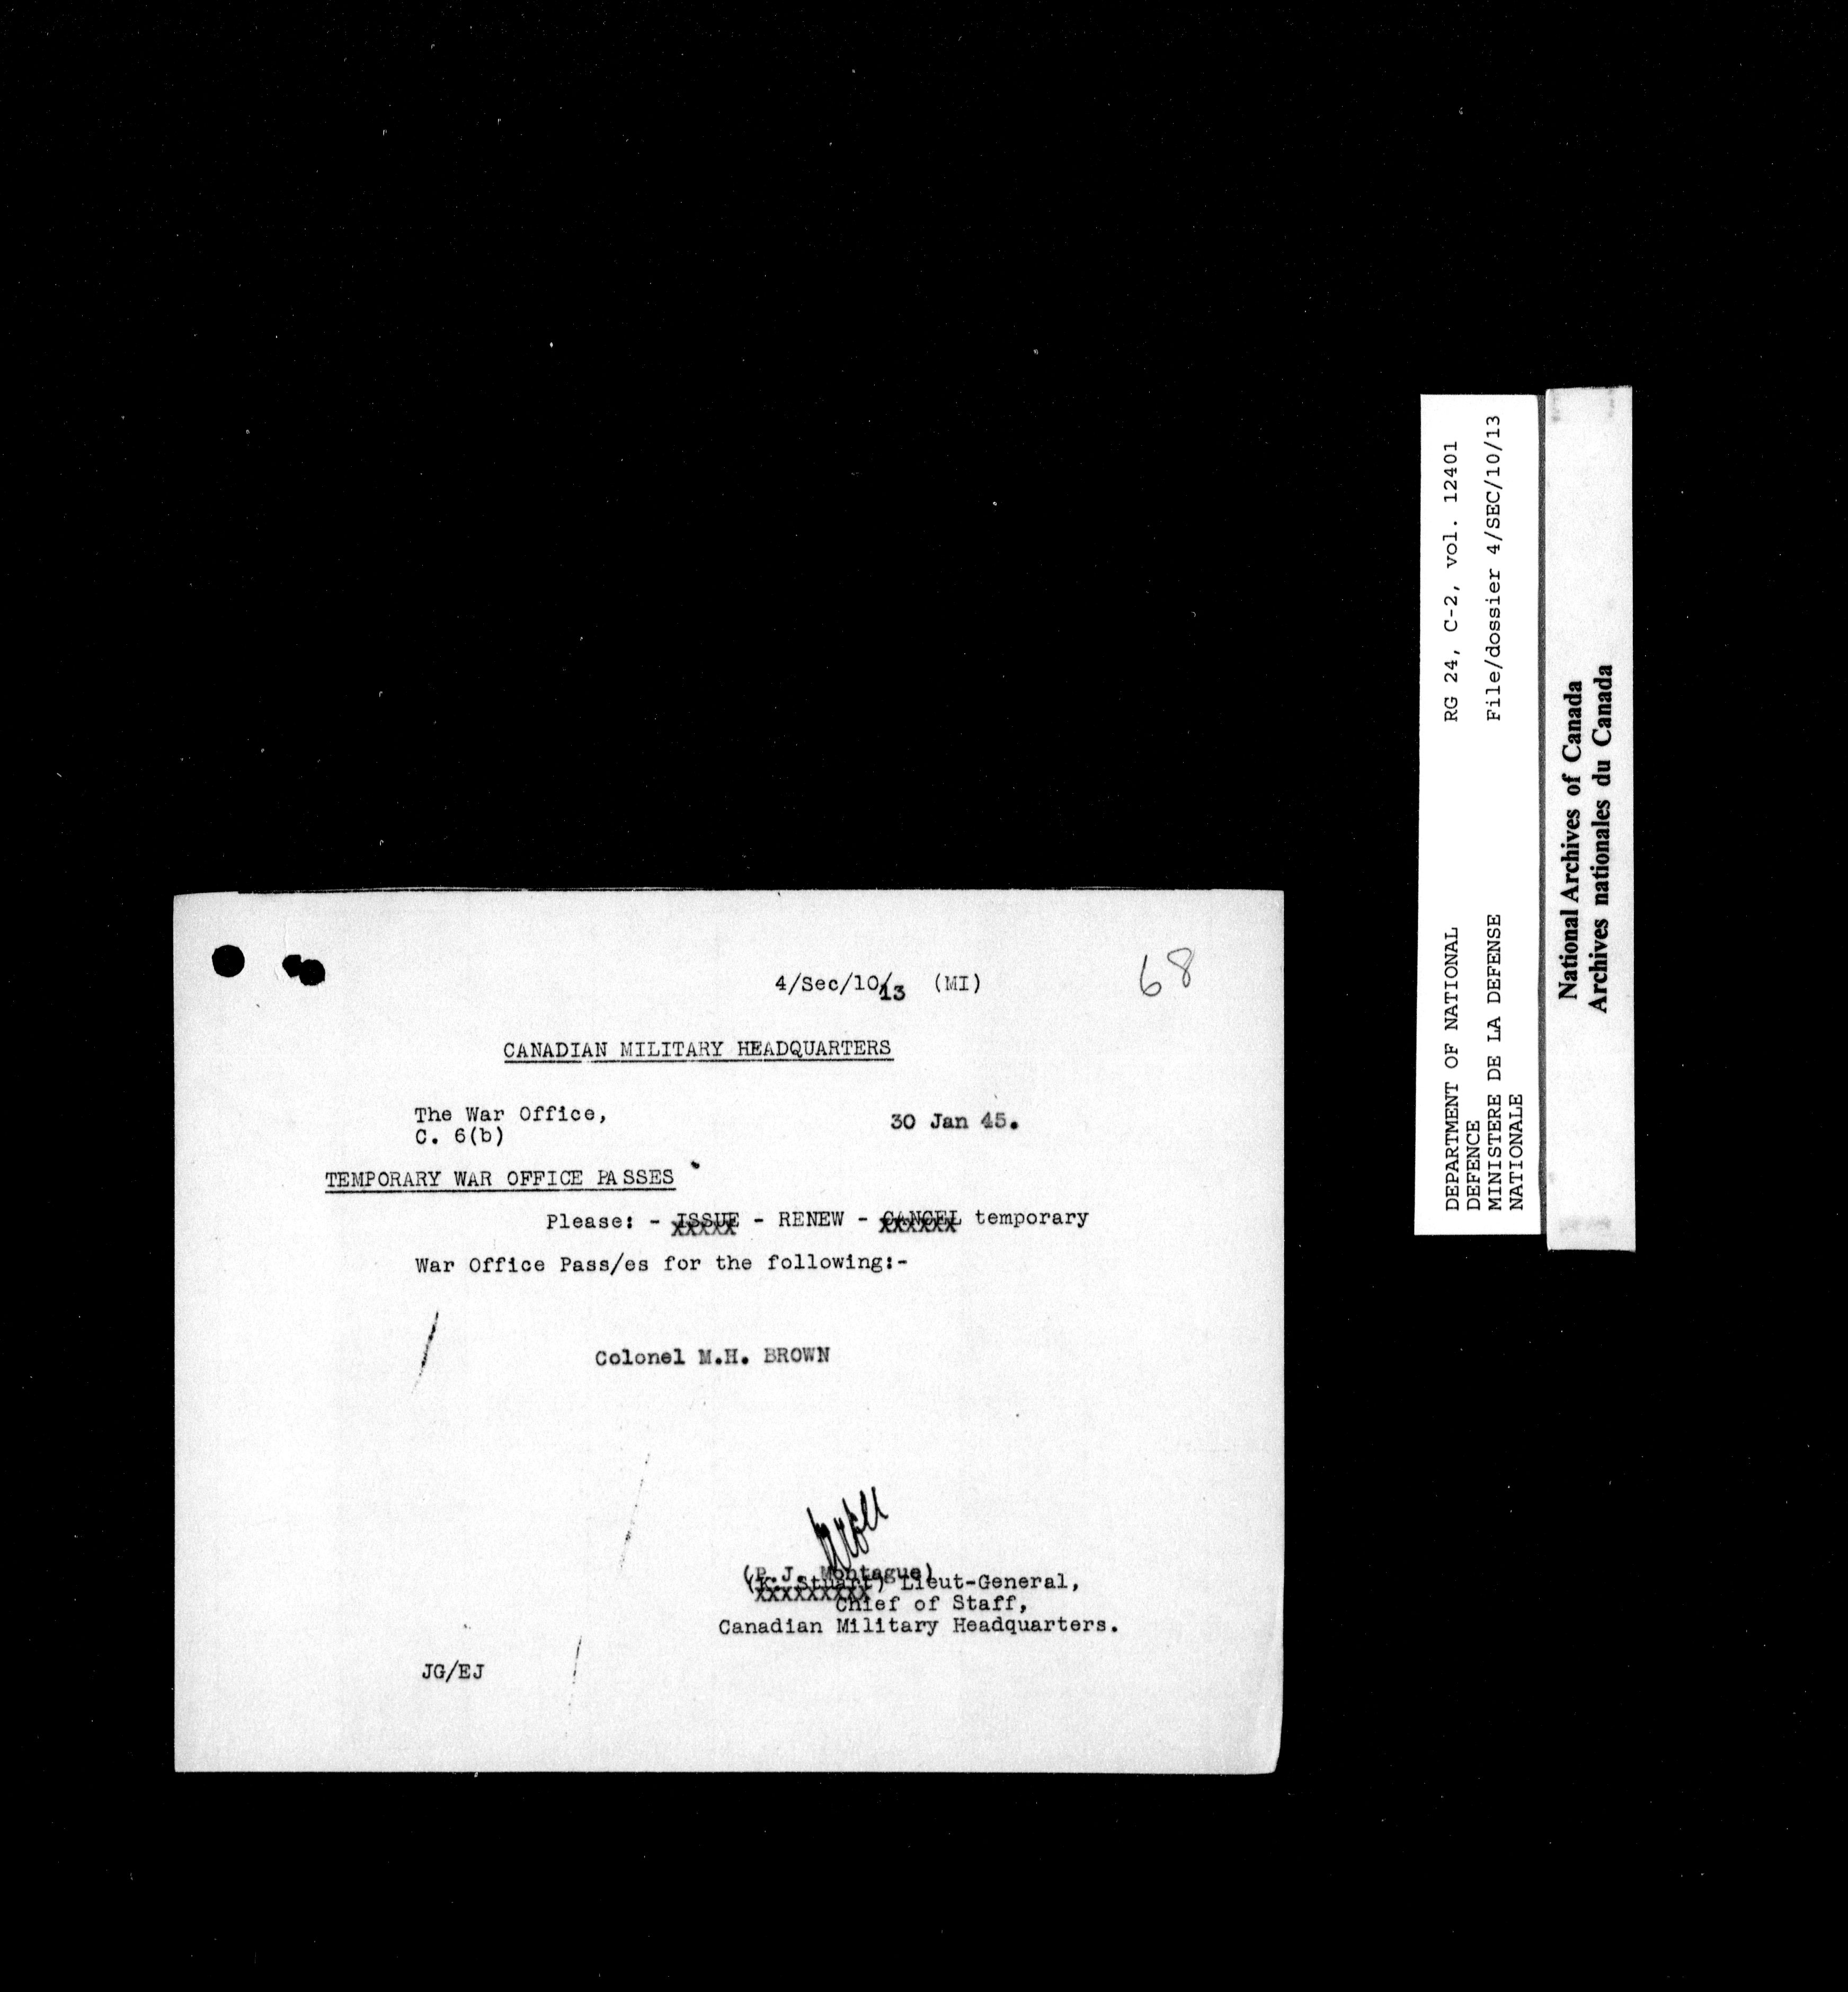 4/Sec/10/13 (MI)
68
CANADIAN MILITARY HEADQUARTERS
The War Office,
C. 6(b)
30 Jan 45.
TEMPORARY WAR OFFICE PASSES
Please: - ISSUE - RENEW - CANCEL temporary
War Office Pass/es for the following:-
Colonel M.H. BROWN
(P.J. Montague)
(K. Stuart) Lieut-General,
Chief of Staff,
Canadian Military Headquarters.
JG/EJ
DEPARTMENT OF NATIONAL
DEFENCE
MINISTERE DE LA DEFENSE
NATIONALE
RG 24, C-2, vol. 12401
File/dossier 4/SEC/10/13
National Archives of Canada
Archives nationales du Canada